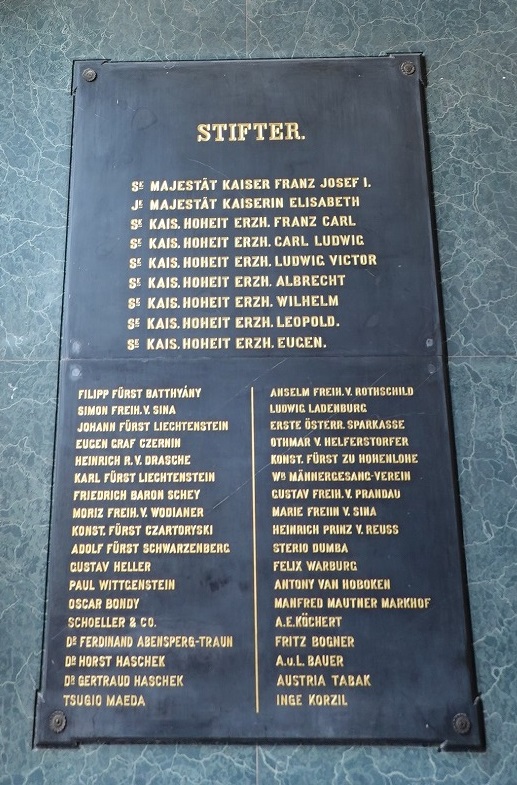 STIFTER.
SE MAJESTÄT KAISER FRANZ JOSEF I.
JE MAJESTÄT KAISERIN ELISABETH
SE KAIS. HOHEIT ERZH. FRANZ CARL
SE KAIS. HOHEIT ERZH. CARL LUDWIG
SE KAIS. HOHEIT ERZH. LUDWIG VICTOR
SE KAIS. HOHEIT ERZH. ALBRECHT
SE KAIS. HOHEIT ERZH. WILHELM
SE KAIS. HOHEIT ERZH. LEOPOLD.
SE KAIS. HOHEIT ERZH. EUGEN.
FILIPP FÜRST BATTHYÁNY
SIMON FREIH. V. SINA
JOHANN FÜRST LIECHTENSTEIN
EUGEN GRAF CZERNIN
HEINRICH R. V. DRASCHE
KARL FÜRST LIECHTENSTEIN
FRIEDRICH BARON SCHEY
MORIZ FREIH. V. WODIANER
KONST. FÜRST CZARTORYSKI
ADOLF FÜRST SCHWARZENBERG
GUSTAV HELLER
PAUL WITTGENSTEIN
OSCAR BONDY
SCHOELLER & CO.
DR FERDINAND ABENSPERG-TRAUN
DR HORST HASCHEK
DR GERTRAUD HASCHEK
TSUGIO MAEDA
ANSELM FREIH. V. ROTHSCHILD
LUDWIG LADENBURG
ERSTE ÖSTERR. SPARKASSE
OTHMAR V. HELFERSTORFER
KONST. FÜRST ZU HOHENLOHE
WR MÄNNERGESANG-VEREIN
GUSTAV FREIH. V. PRANDAU
MARIE FREIIN V. SINA
HEINRICH PRINZ V. REUSS
STERIO DUMBA
FELIX WARBURG
ANTONY VAN HOBOKEN
MANFRED MAUTNER MARKHOF
A.E.KÖCHERT
FRITZ BOGNER
A.u.L. BAUER
AUSTRIA TABAK
INGE KORZIL